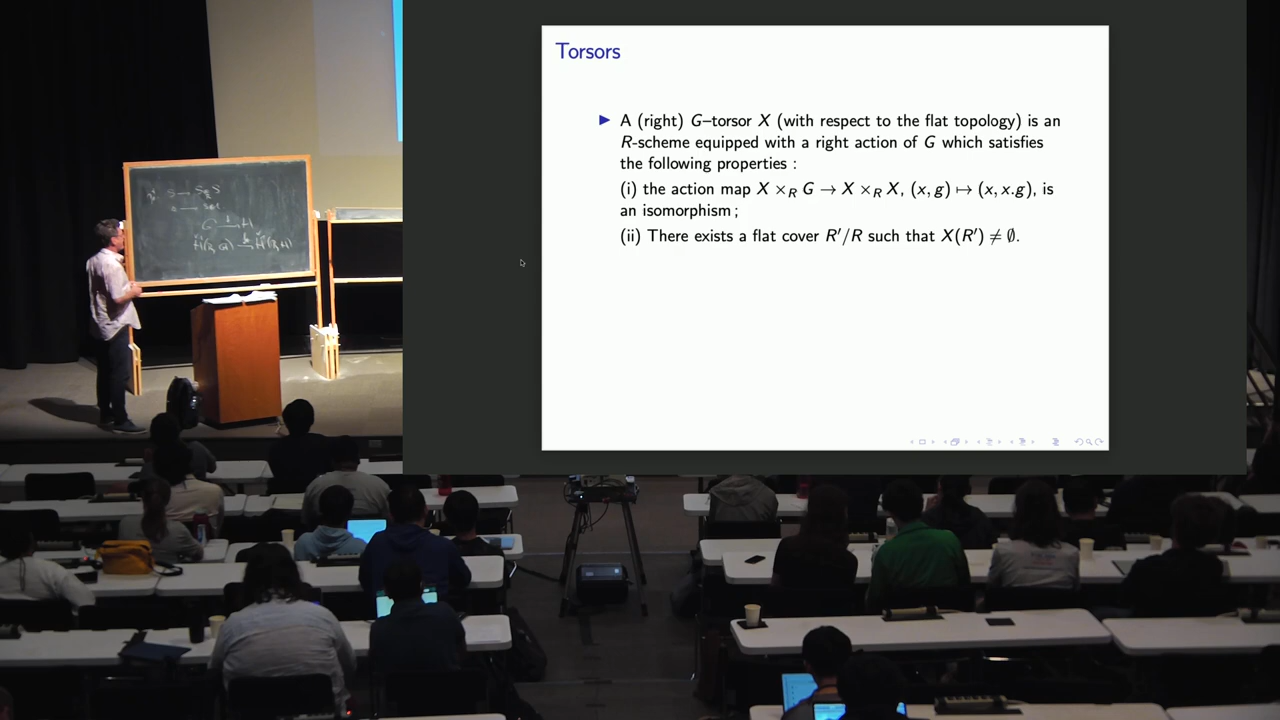 Torsors
▶ A (right) G–torsor X (with respect to the flat topology) is an
R-scheme equipped with a right action of G which satisfies
the following properties :
(i) the action map X ×_R G → X ×_R X, (x, g) ↦ (x, x.g), is
an isomorphism ;
(ii) There exists a flat cover R′/R such that X(R′) ≠ ∅.